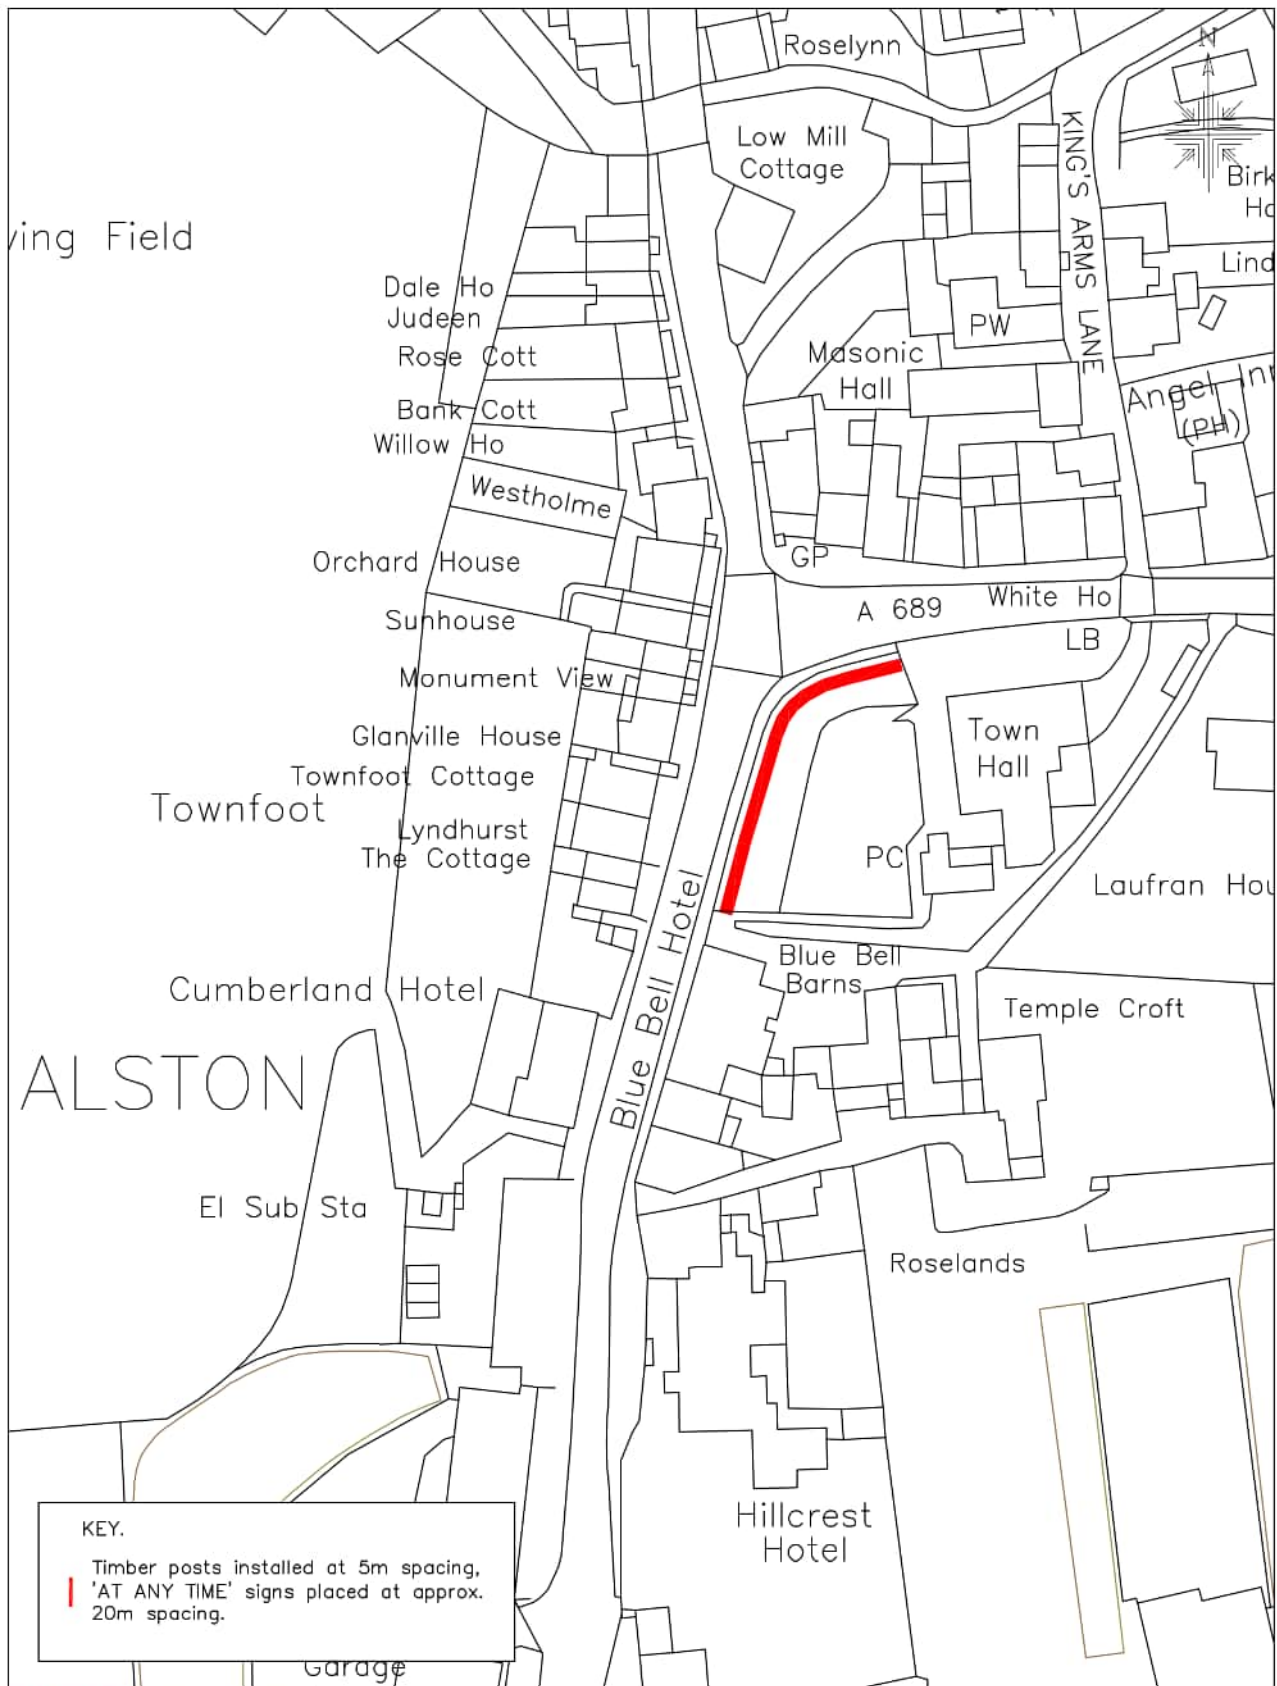 Roselynn
N
Low Mill
Cottage
KING'S ARMS LANE
Field
Dale Ho
Judeen
Rose Cott
PW
Masonic
Hall
Angel Inn
(PH)
Bank Cott
Willow Ho
Westholme
Orchard House
GP
A 689
White Ho
Sunhouse
LB
Monument View
Glanville House
Town
Hall
Townfoot Cottage
Townfoot
Lyndhurst
The Cottage
PC
Laufran
Blue Bell Hotel
Blue Bell
Barns
Cumberland Hotel
Temple Croft
ALSTON
El Sub Sta
Roselands
Hillcrest
Hotel
KEY.
Timber posts installed at 5m spacing,
'AT ANY TIME' signs placed at approx.
20m spacing.
Garage